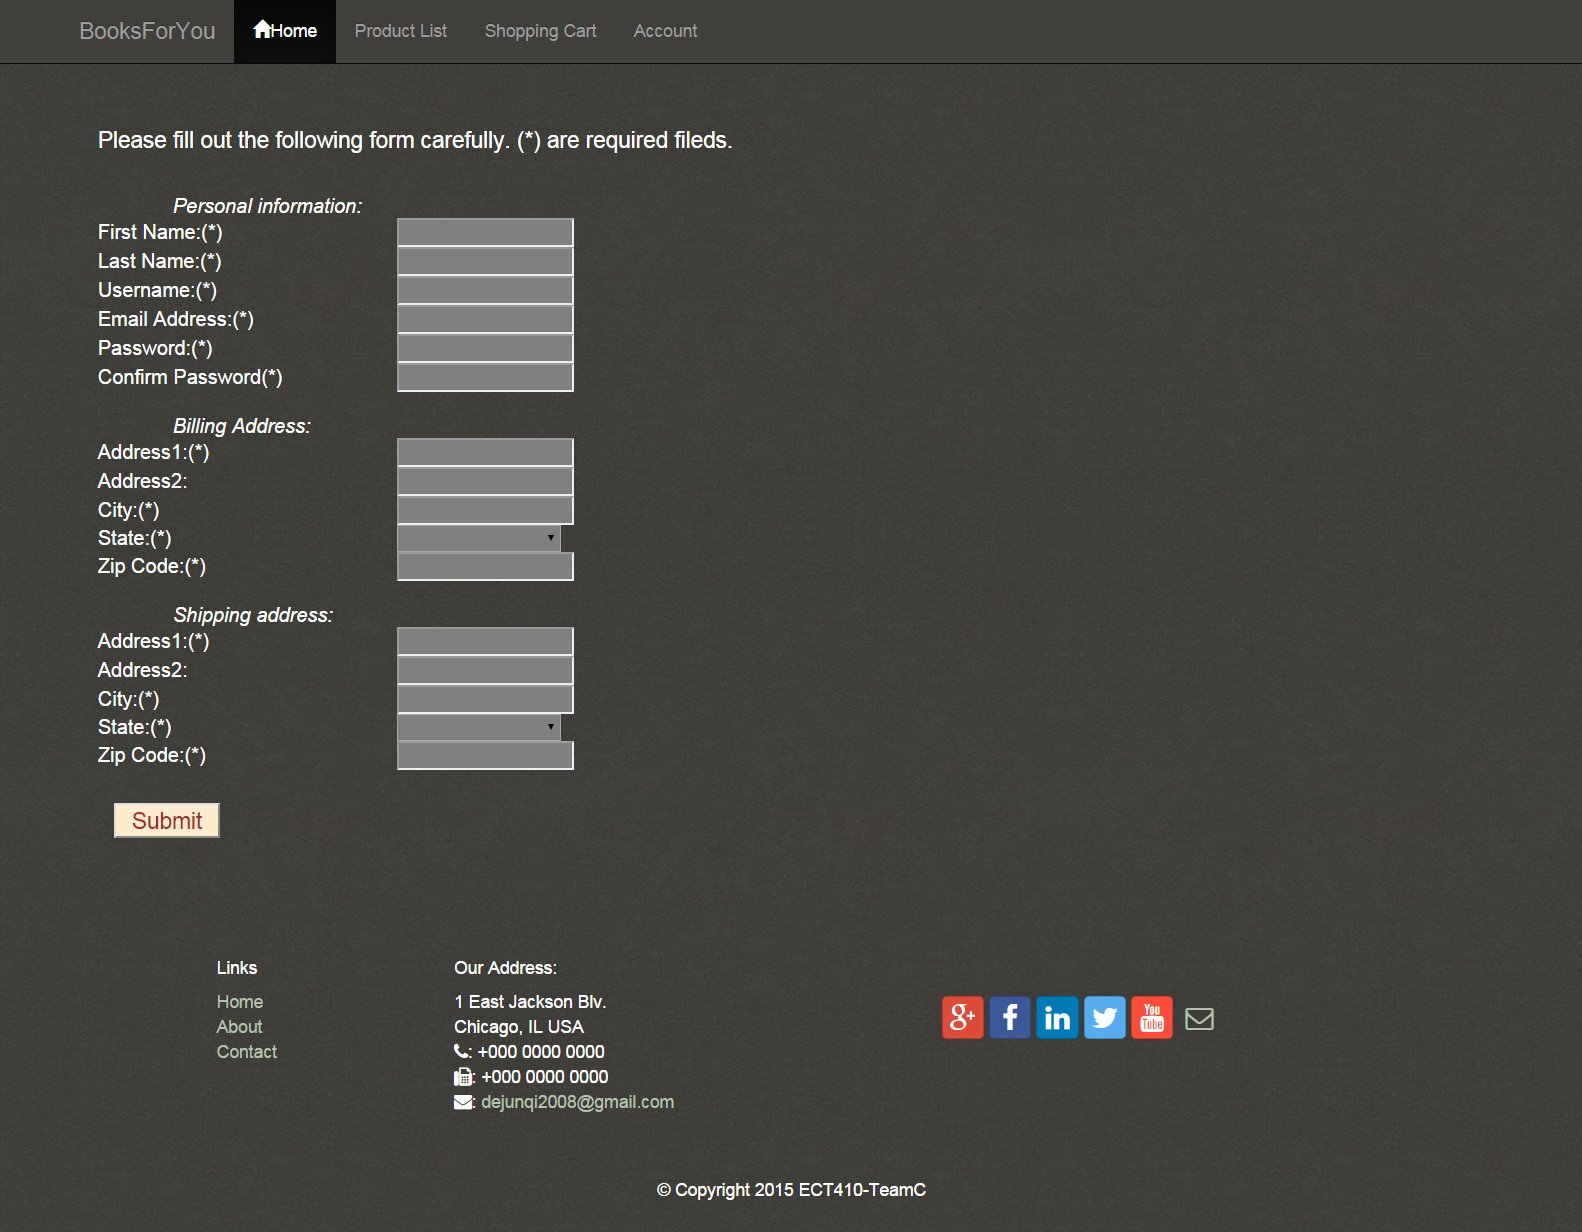 BooksForYou Home Product List Shopping Cart Account
Please fill out the following form carefully. (*) are required fileds.
Personal information:
First Name:(*)
Last Name:(*)
Username:(*)
Email Address:(*)
Password:(*)
Confirm Password(*)
Billing Address:
Address1:(*)
Address2:
City:(*)
State:(*)
Zip Code:(*)
Shipping address:
Address1:(*)
Address2:
City:(*)
State:(*)
Zip Code:(*)
Submit
Links
Home
About
Contact
Our Address:
1 East Jackson Blv.
Chicago, IL USA
: +000 0000 0000
: +000 0000 0000
: dejunqi2008@gmail.com
g+ f in You Tube
© Copyright 2015 ECT410-TeamC